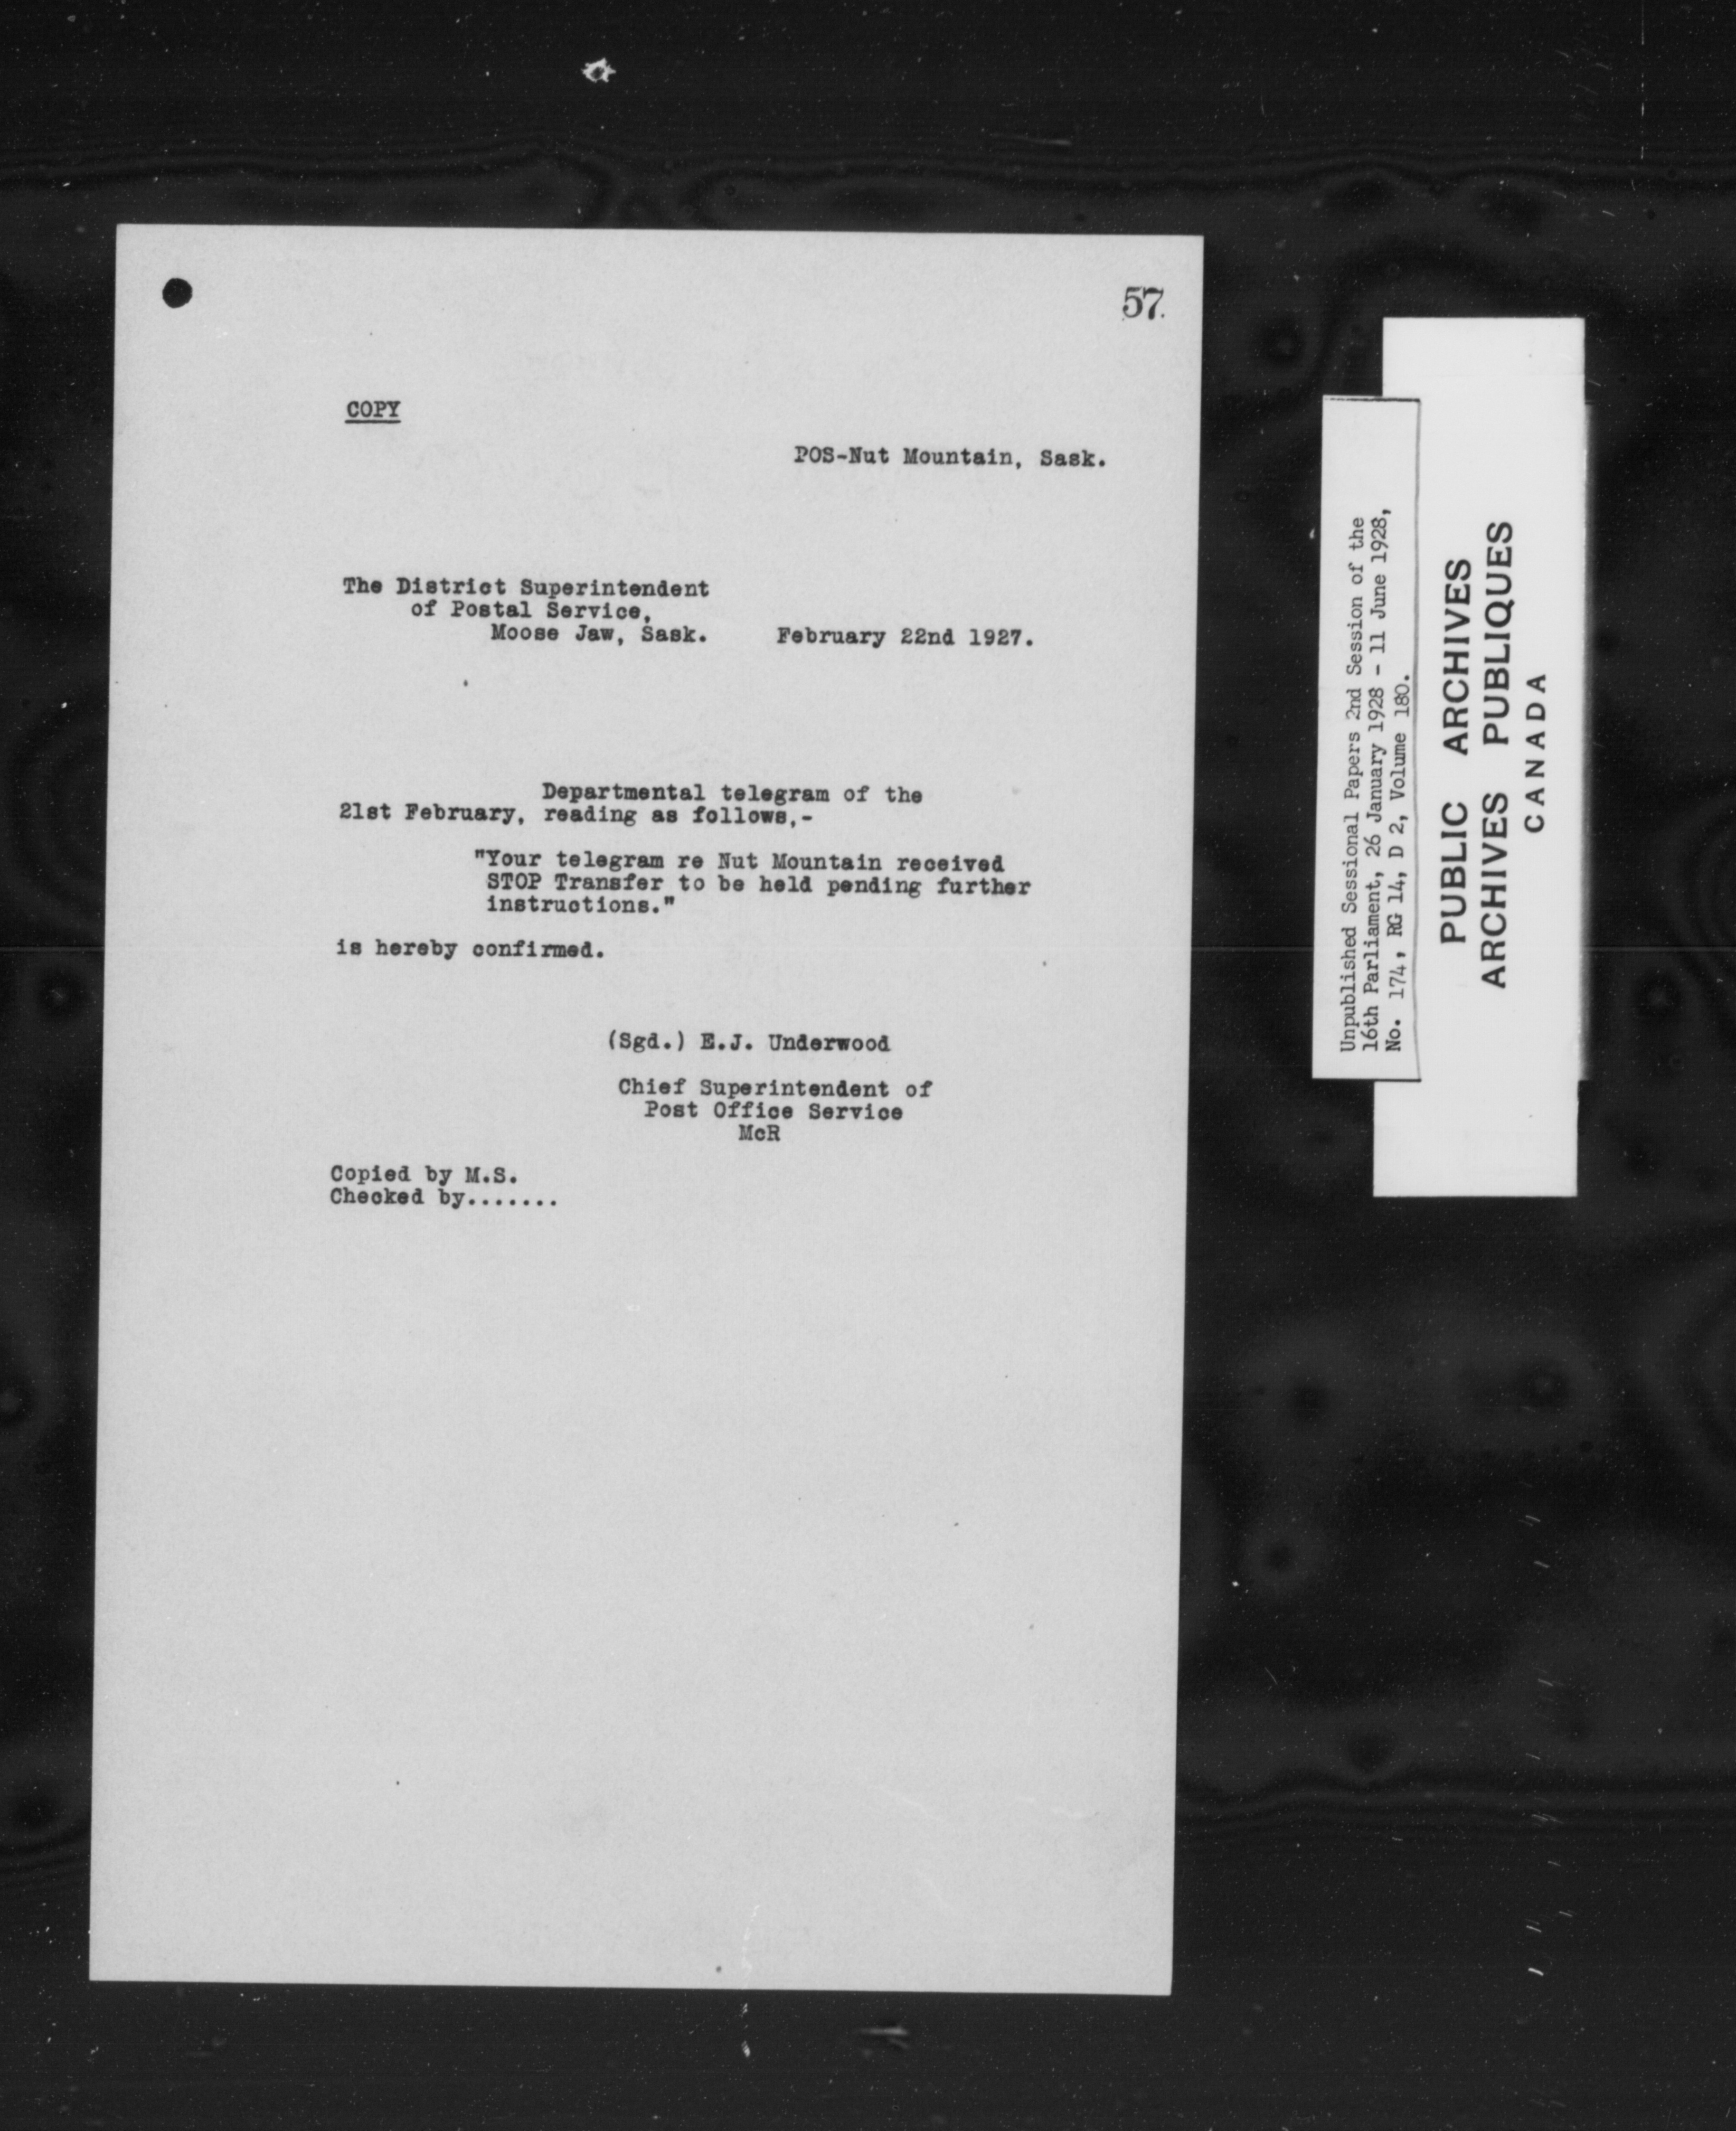 57.
COPY
POS-Nut Mountain, Sask.
The District Superintendent
of Postal Service,
Moose Jaw, Sask. February 22nd 1927.
Departmental telegram of the
21st February, reading as follows,-
"Your telegram re Nut Mountain received
STOP Transfer to be held pending further
instructions."
is hereby confirmed.
(Sgd.) E.J. Underwood
Chief Superintendent of
Post Office Service
McR
Copied by M.S.
Checked by.......
Unpublished Sessional Papers 2nd Session of the
16th Parliament, 26 January 1928 - 11 June 1928,
No. 174, RG 14, D 2, Volume 180.
PUBLIC ARCHIVES
ARCHIVES PUBLIQUES
CANADA